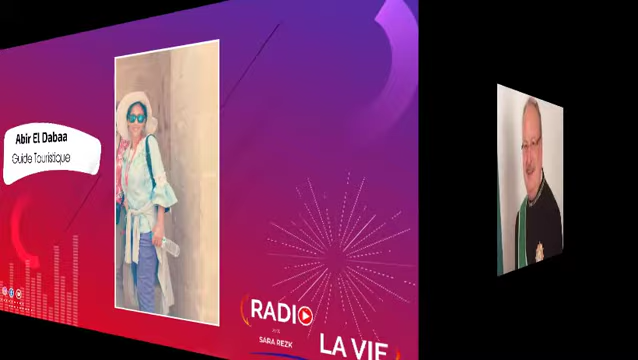 Abir El Dabaa
Guide Touristique
RADIO
SARA REZK
LA VIE